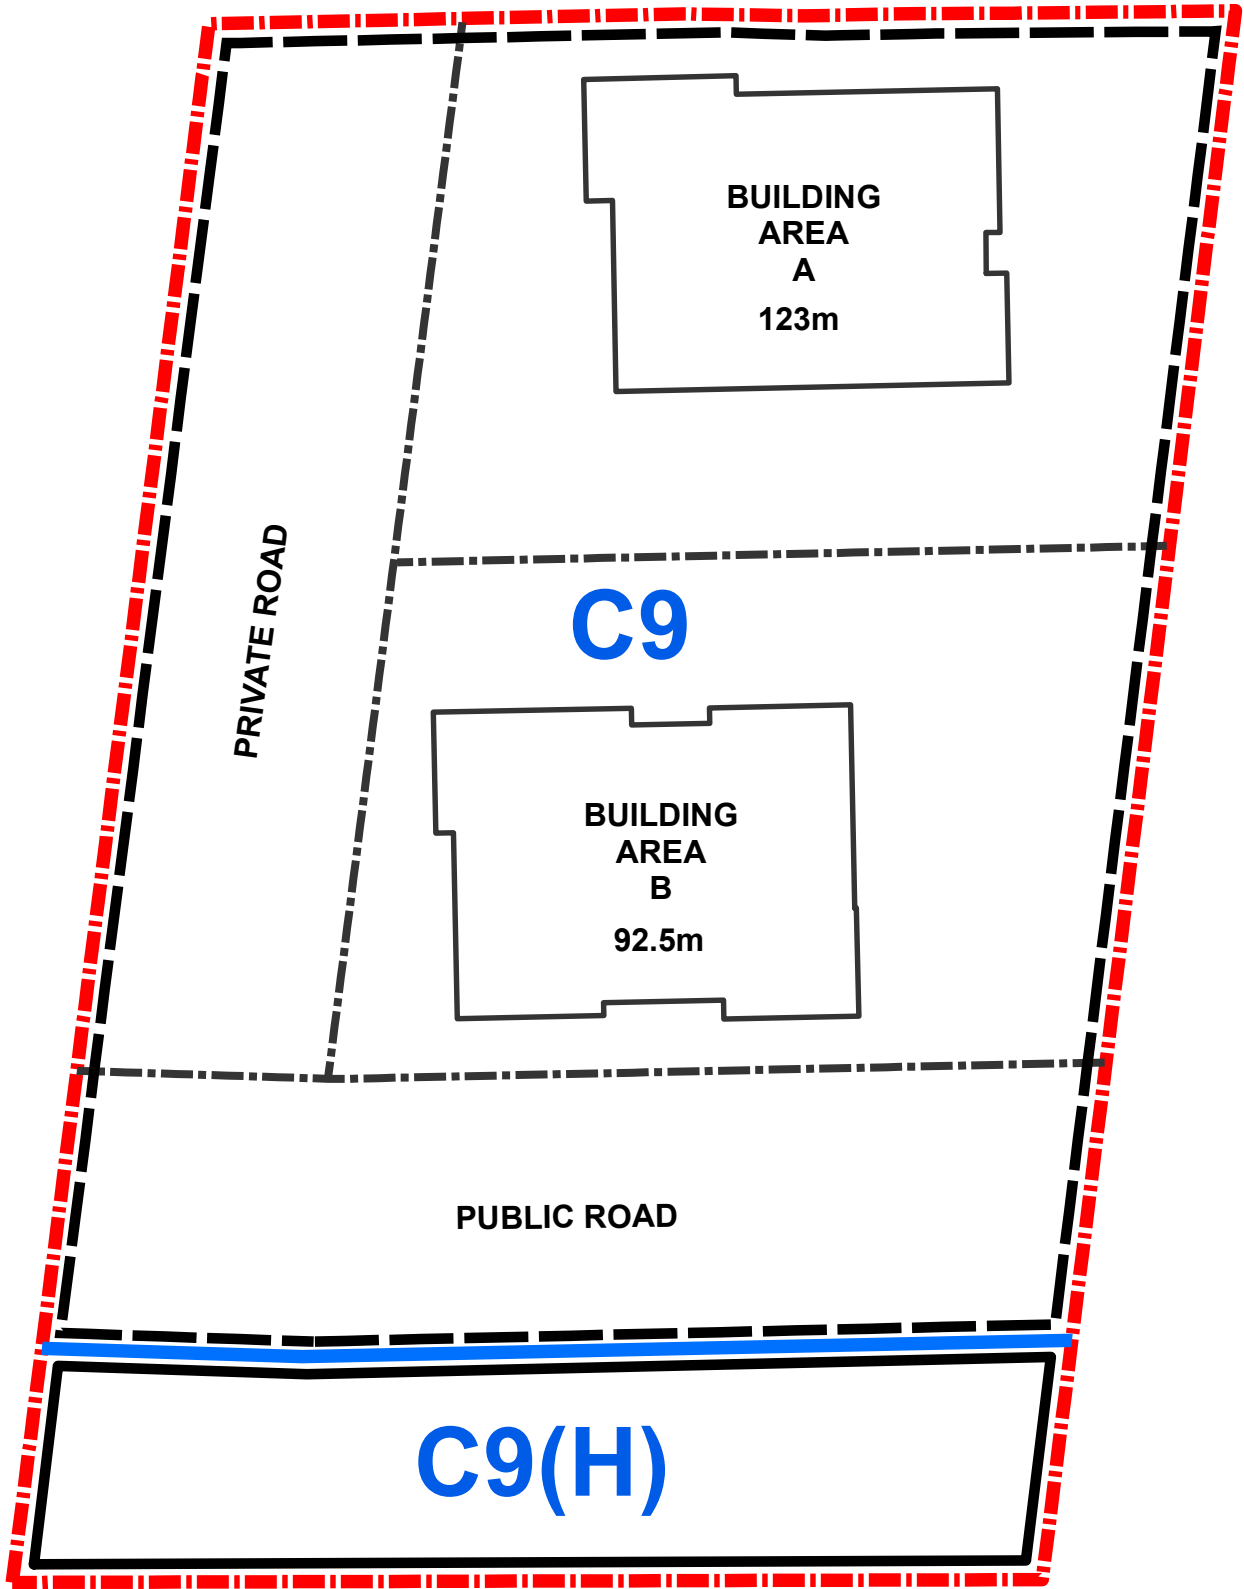 BUILDING
AREA
A
123m
PRIVATE ROAD
C9
BUILDING
AREA
B
92.5m
PUBLIC ROAD
C9(H)